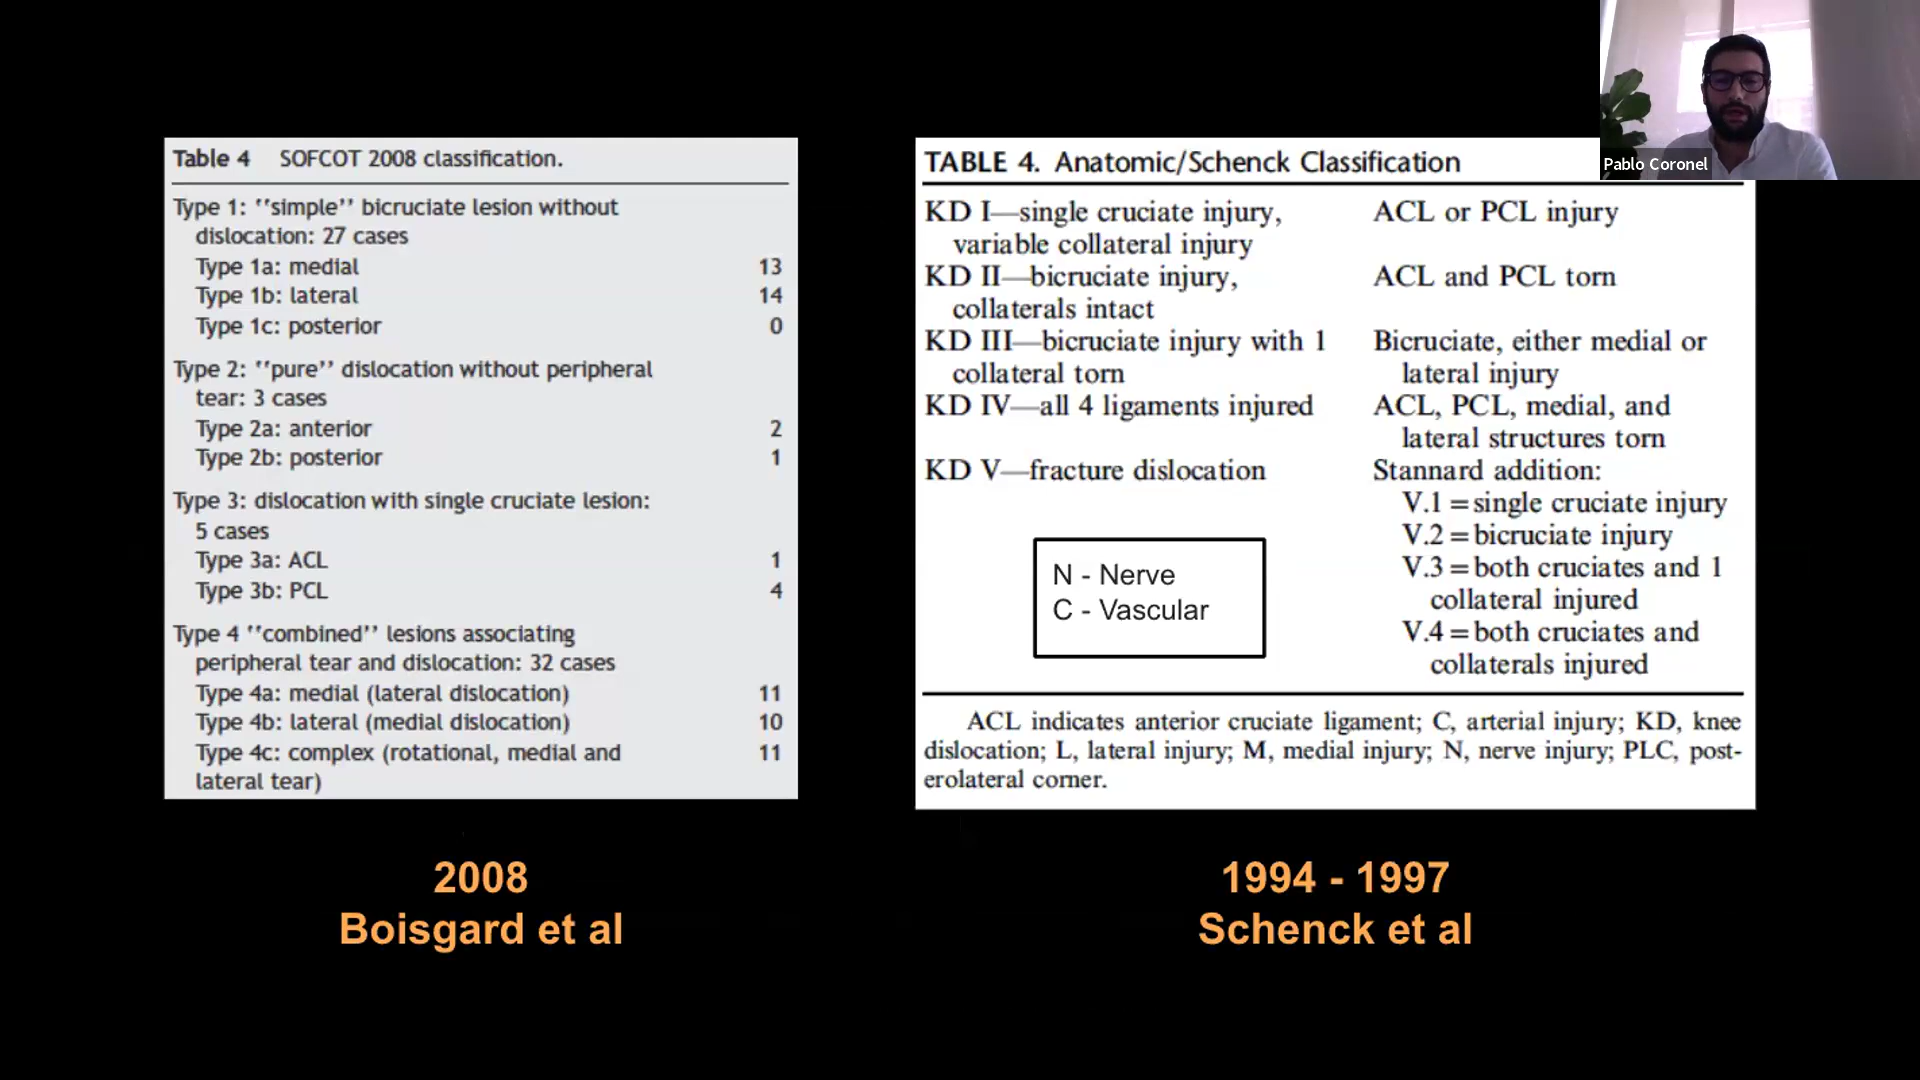 Pablo Coronel
Table 4 SOFCOT 2008 classification.
Type 1: ‘‘simple’’ bicruciate lesion without
dislocation: 27 cases
Type 1a: medial 13
Type 1b: lateral 14
Type 1c: posterior 0
Type 2: ‘‘pure’’ dislocation without peripheral
tear: 3 cases
Type 2a: anterior 2
Type 2b: posterior 1
Type 3: dislocation with single cruciate lesion:
5 cases
Type 3a: ACL 1
Type 3b: PCL 4
Type 4 ‘‘combined’’ lesions associating
peripheral tear and dislocation: 32 cases
Type 4a: medial (lateral dislocation) 11
Type 4b: lateral (medial dislocation) 10
Type 4c: complex (rotational, medial and 11
lateral tear)
2008
Boisgard et al
TABLE 4. Anatomic/Schenck Classification
KD I—single cruciate injury, ACL or PCL injury
variable collateral injury
KD II—bicruciate injury, ACL and PCL torn
collaterals intact
KD III—bicruciate injury with 1 Bicruciate, either medial or
collateral torn lateral injury
KD IV—all 4 ligaments injured ACL, PCL, medial, and
lateral structures torn
KD V—fracture dislocation Stannard addition:
V.1 = single cruciate injury
V.2 = bicruciate injury
V.3 = both cruciates and 1
collateral injured
V.4 = both cruciates and
collaterals injured
N - Nerve
C - Vascular
ACL indicates anterior cruciate ligament; C, arterial injury; KD, knee
dislocation; L, lateral injury; M, medial injury; N, nerve injury; PLC, post-
erolateral corner.
1994 - 1997
Schenck et al